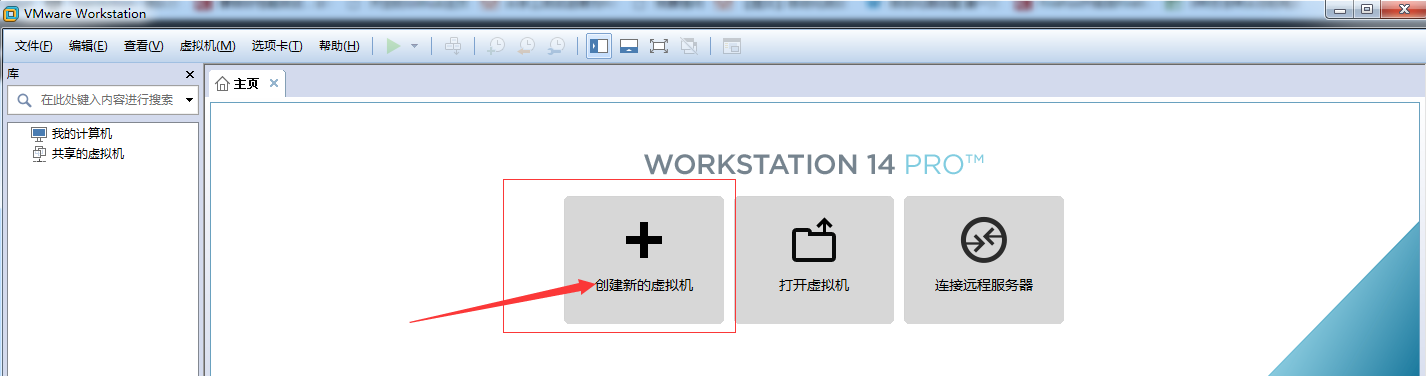 VMware Workstation
文件(F) 编辑(E) 查看(V) 虚拟机(M) 选项卡(T) 帮助(H)
库
主页
在此处键入内容进行搜索
我的计算机
共享的虚拟机
WORKSTATION 14 PRO™
创建新的虚拟机
打开虚拟机
连接远程服务器